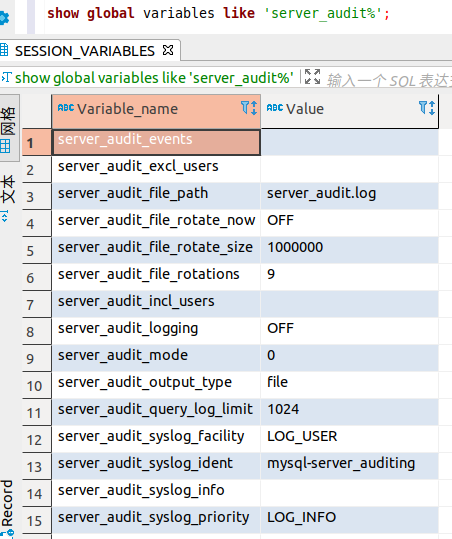 show global variables like 'server_audit%';
SESSION_VARIABLES
show global variables like 'server_audit%'
输入一个 SQL 表达
网格
文本
Record
Variable_name Value
1 server_audit_events
2 server_audit_excl_users
3 server_audit_file_path server_audit.log
4 server_audit_file_rotate_now OFF
5 server_audit_file_rotate_size 1000000
6 server_audit_file_rotations 9
7 server_audit_incl_users
8 server_audit_logging OFF
9 server_audit_mode 0
10 server_audit_output_type file
11 server_audit_query_log_limit 1024
12 server_audit_syslog_facility LOG_USER
13 server_audit_syslog_ident mysql-server_auditing
14 server_audit_syslog_info
15 server_audit_syslog_priority LOG_INFO